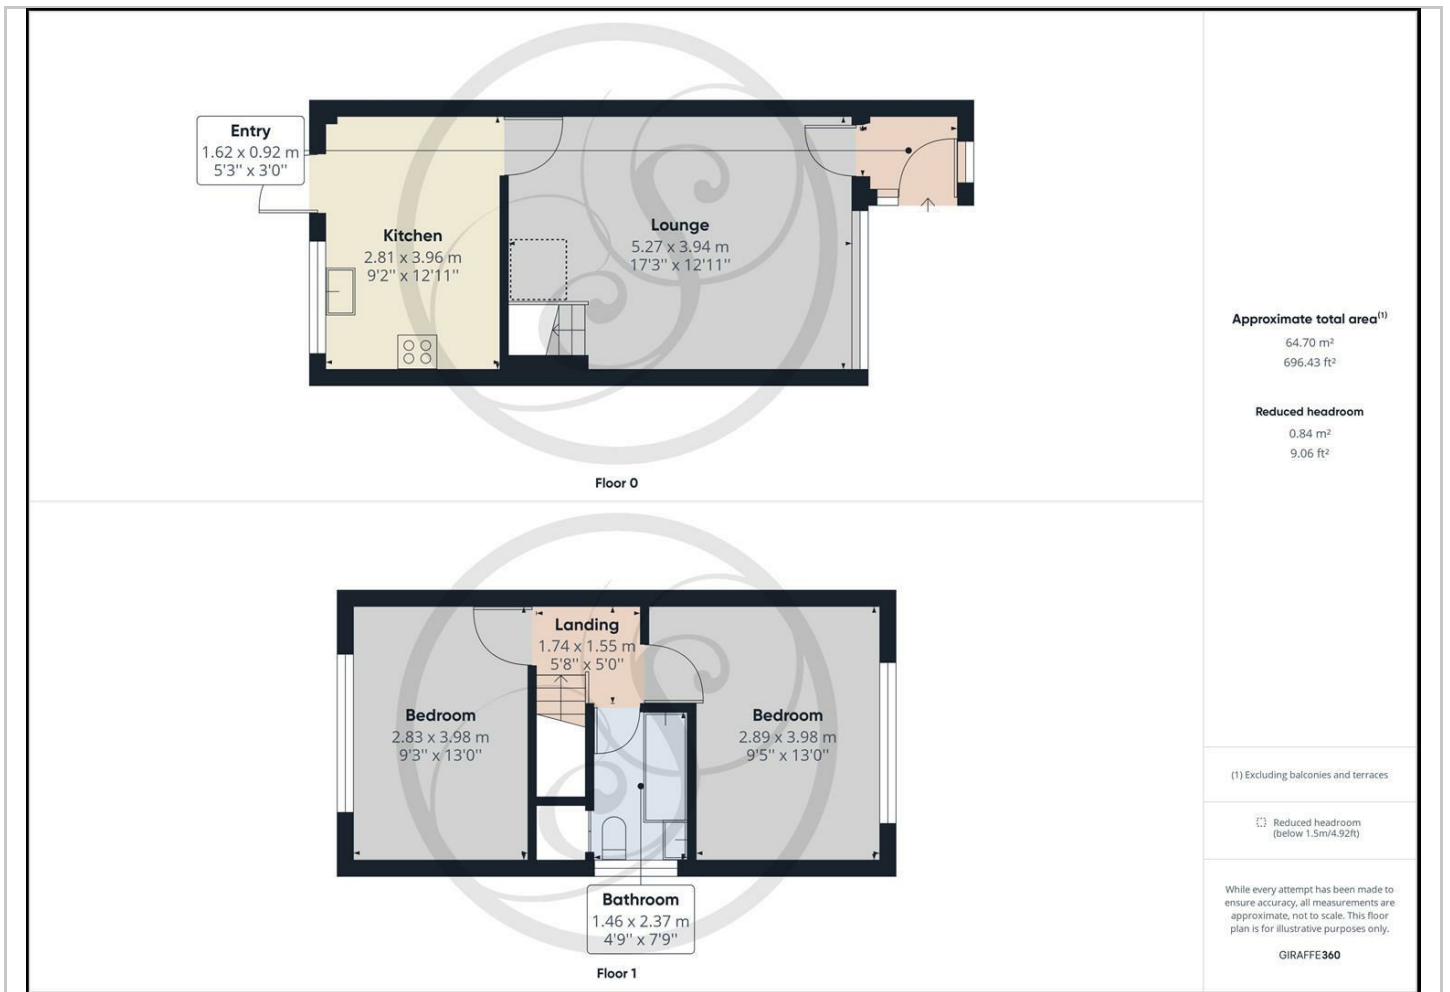 Entry
1.62 x 0.92 m
5'3'' x 3'0''
Kitchen
2.81 x 3.96 m
9'2'' x 12'11''
Lounge
5.27 x 3.94 m
17'3'' x 12'11''
Floor 0
Landing
1.74 x 1.55 m
5'8'' x 5'0''
Bedroom
2.83 x 3.98 m
9'3'' x 13'0''
Bedroom
2.89 x 3.98 m
9'5'' x 13'0''
Bathroom
1.46 x 2.37 m
4'9'' x 7'9''
Floor 1
Approximate total area(1)
64.70 m²
696.43 ft²
Reduced headroom
0.84 m²
9.06 ft²
(1) Excluding balconies and terraces
Reduced headroom
(below 1.5m/4.92ft)
While every attempt has been made to
ensure accuracy, all measurements are
approximate, not to scale. This floor
plan is for illustrative purposes only.
GIRAFFE360